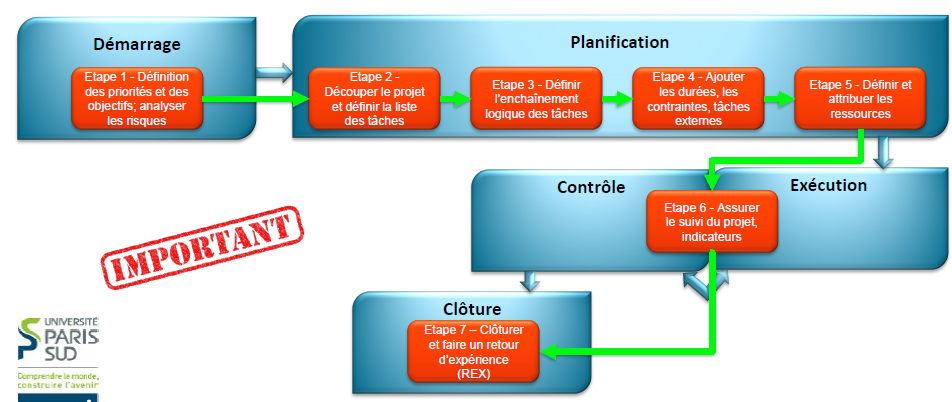 Démarrage
Etape 1 - Définition
des priorités et des
objectifs; analyser
les risques
Planification
Etape 2 -
Découper le projet
et définir la liste
des tâches
Etape 3 - Définir
l'enchaînement
logique des tâches
Etape 4 - Ajouter
les durées, les
contraintes, tâches
externes
Etape 5 - Définir et
attribuer les
ressources
Contrôle
Exécution
Etape 6 - Assurer
le suivi du projet,
indicateurs
IMPORTANT
Clôture
Etape 7 – Clôturer
et faire un retour
d'expérience
(REX)
UNIVERSITÉ
PARIS
SUD
Comprendre le monde,
construire l'avenir